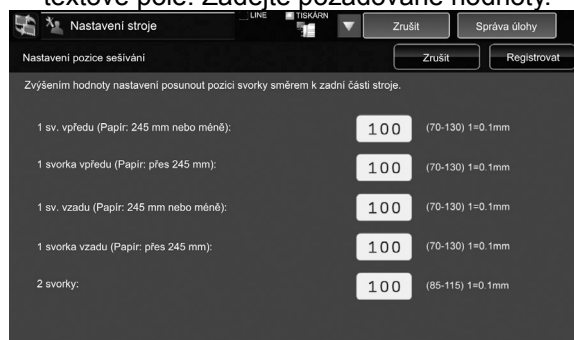 textové pole. Zadejte požadované hodnoty.
Nastavení stroje
LINE
TISKÁRN
Zrušit
Správa úlohy
Nastavení pozice sešívání
Zrušit
Registrovat
Zvýšením hodnoty nastavení posunout pozici svorky směrem k zadní části stroje.
1 sv. vpředu (Papír: 245 mm nebo méně): 100 (70-130) 1=0.1mm
1 svorka vpředu (Papír: přes 245 mm): 100 (70-130) 1=0.1mm
1 sv. vzadu (Papír: 245 mm nebo méně): 100 (70-130) 1=0.1mm
1 svorka vzadu (Papír: přes 245 mm): 100 (70-130) 1=0.1mm
2 svorky: 100 (85-115) 1=0.1mm